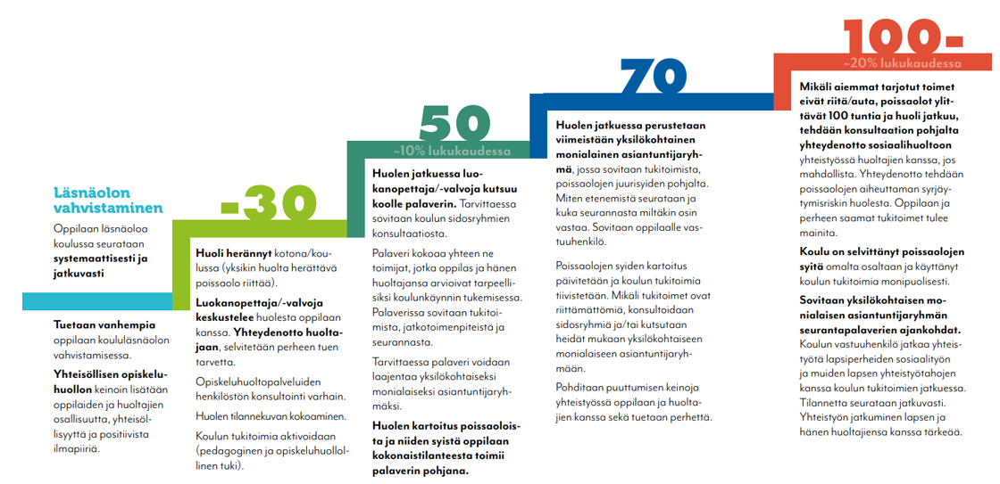 Läsnäolon
vahvistaminen
Oppilaan läsnäoloa
koulussa seurataan
systemaattisesti ja
jatkuvasti
Tuetaan vanhempia
oppilaan koululäsnäolon
vahvistamisessa.
Yhteisöllisen opiskelu-
huollon keinoin lisätään
oppilaiden ja huoltajien
osallisuutta, yhteisöl-
lisyyttä ja positiivista
ilmapiiriä.
-30
Huoli herännyt kotona/kou-
lussa (yksikin huolta herättävä
poissaolo riittää).
Luokanopettaja/-valvoja
keskustelee huolesta oppilaan
kanssa. Yhteydenotto huolta-
jaan, selvitetään perheen tuen
tarvetta.
Opiskeluhuoltopalveluiden
henkilöstön konsultointi varhain.
Huolen tilannekuvan kokoaminen.
Koulun tukitoimia aktivoidaan
(pedagoginen ja opiskeluhuollol-
linen tuki).
50
~10% lukukaudessa
Huolen jatkuessa luo-
kanopettaja/-valvoja kutsuu
koolle palaverin. Tarvittaessa
sovitaan koulun sidosryhmien
konsultaatiosta.
Palaveri kokoaa yhteen ne
toimijat, jotka oppilas ja hänen
huoltajansa arvioivat tarpeelli-
siksi koulunkäynnin tukemisessa.
Palaverissa sovitaan tukitoi-
mista, jatkotoimenpiteistä ja
seurannasta.
Tarvittaessa palaveri voidaan
laajentaa yksilökohtaiseksi
monialaiseksi asiantuntijaryh-
mäksi.
Huolen kartoitus poissaolois-
ta ja niiden syistä oppilaan
kokonaistilanteesta toimii
palaverin pohjana.
70
Huolen jatkuessa perustetaan
viimeistään yksilökohtainen
monialainen asiantuntijaryh-
mä, jossa sovitaan tukitoimista,
poissaolojen juurisyiden pohjalta.
Miten etenemistä seurataan ja
kuka seurannasta miltäkin osin
vastaa. Sovitaan oppilaalle vas-
tuuhenkilö.
Poissaolojen syiden kartoitus
päivitetään ja koulun tukitoimia
tiivistetään. Mikäli tukitoimet ovat
riittämättömiä, konsultoidaan
sidosryhmiä ja/tai kutsutaan
heidät mukaan yksilökohtaiseen
monialaiseen asiantuntijaryh-
mään.
Pohditaan puuttumisen keinoja
yhteistyössä oppilaan ja huolta-
jien kanssa sekä tuetaan perhettä.
100-
~20% lukukaudessa
Mikäli aiemmat tarjotut toimet
eivät riitä/auta, poissaolot ylit-
tävät 100 tuntia ja huoli jatkuu,
tehdään konsultaation pohjalta
yhteydenotto sosiaalihuoltoon
yhteistyössä huoltajien kanssa, jos
mahdollista. Yhteydenotto tehdään
poissaolojen aiheuttaman syrjäy-
tymisriskin huolesta. Oppilaan ja
perheen saamat tukitoimet tulee
mainita.
Koulu on selvittänyt poissaolojen
syitä omalta osaltaan ja käyttänyt
koulun tukitoimia monipuolisesti.
Sovitaan yksilökohtaisen mo-
nialaisen asiantuntijaryhmän
seurantapalaverien ajankohdat.
Koulun vastuuhenkilö jatkaa yhteis-
työtä lapsiperheiden sosiaalityön
ja muiden lapsen yhteistyötahojen
kanssa koulun tukitoimien jatkuessa.
Tilannetta seurataan jatkuvasti.
Yhteistyön jatkuminen lapsen ja
hänen huoltajiensa kanssa tärkeää.